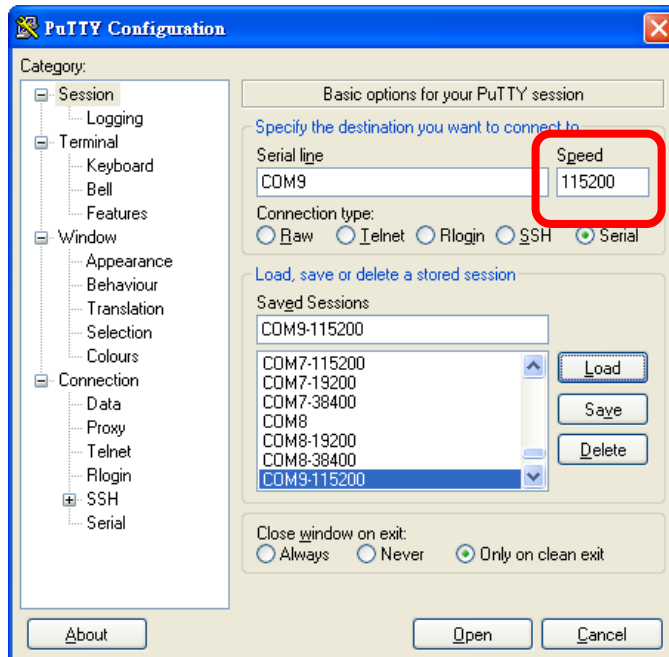 PuTTY Configuration
Category:
Session
Logging
Terminal
Keyboard
Bell
Features
Window
Appearance
Behaviour
Translation
Selection
Colours
Connection
Data
Proxy
Telnet
Rlogin
SSH
Serial
Basic options for your PuTTY session
Specify the destination you want to connect to
Serial line Speed
COM9 115200
Connection type:
Raw Telnet Rlogin SSH Serial
Load, save or delete a stored session
Saved Sessions
COM9-115200
COM7-115200
COM7-19200
COM7-38400
COM8
COM8-19200
COM8-38400
COM9-115200
Load
Save
Delete
Close window on exit:
Always Never Only on clean exit
About Open Cancel